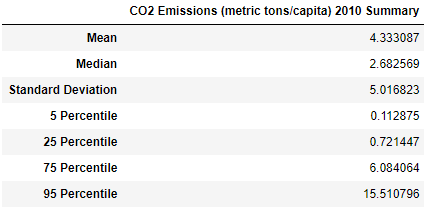 CO2 Emissions (metric tons/capita) 2010 Summary
Mean 4.333087
Median 2.682569
Standard Deviation 5.016823
5 Percentile 0.112875
25 Percentile 0.721447
75 Percentile 6.084064
95 Percentile 15.510796